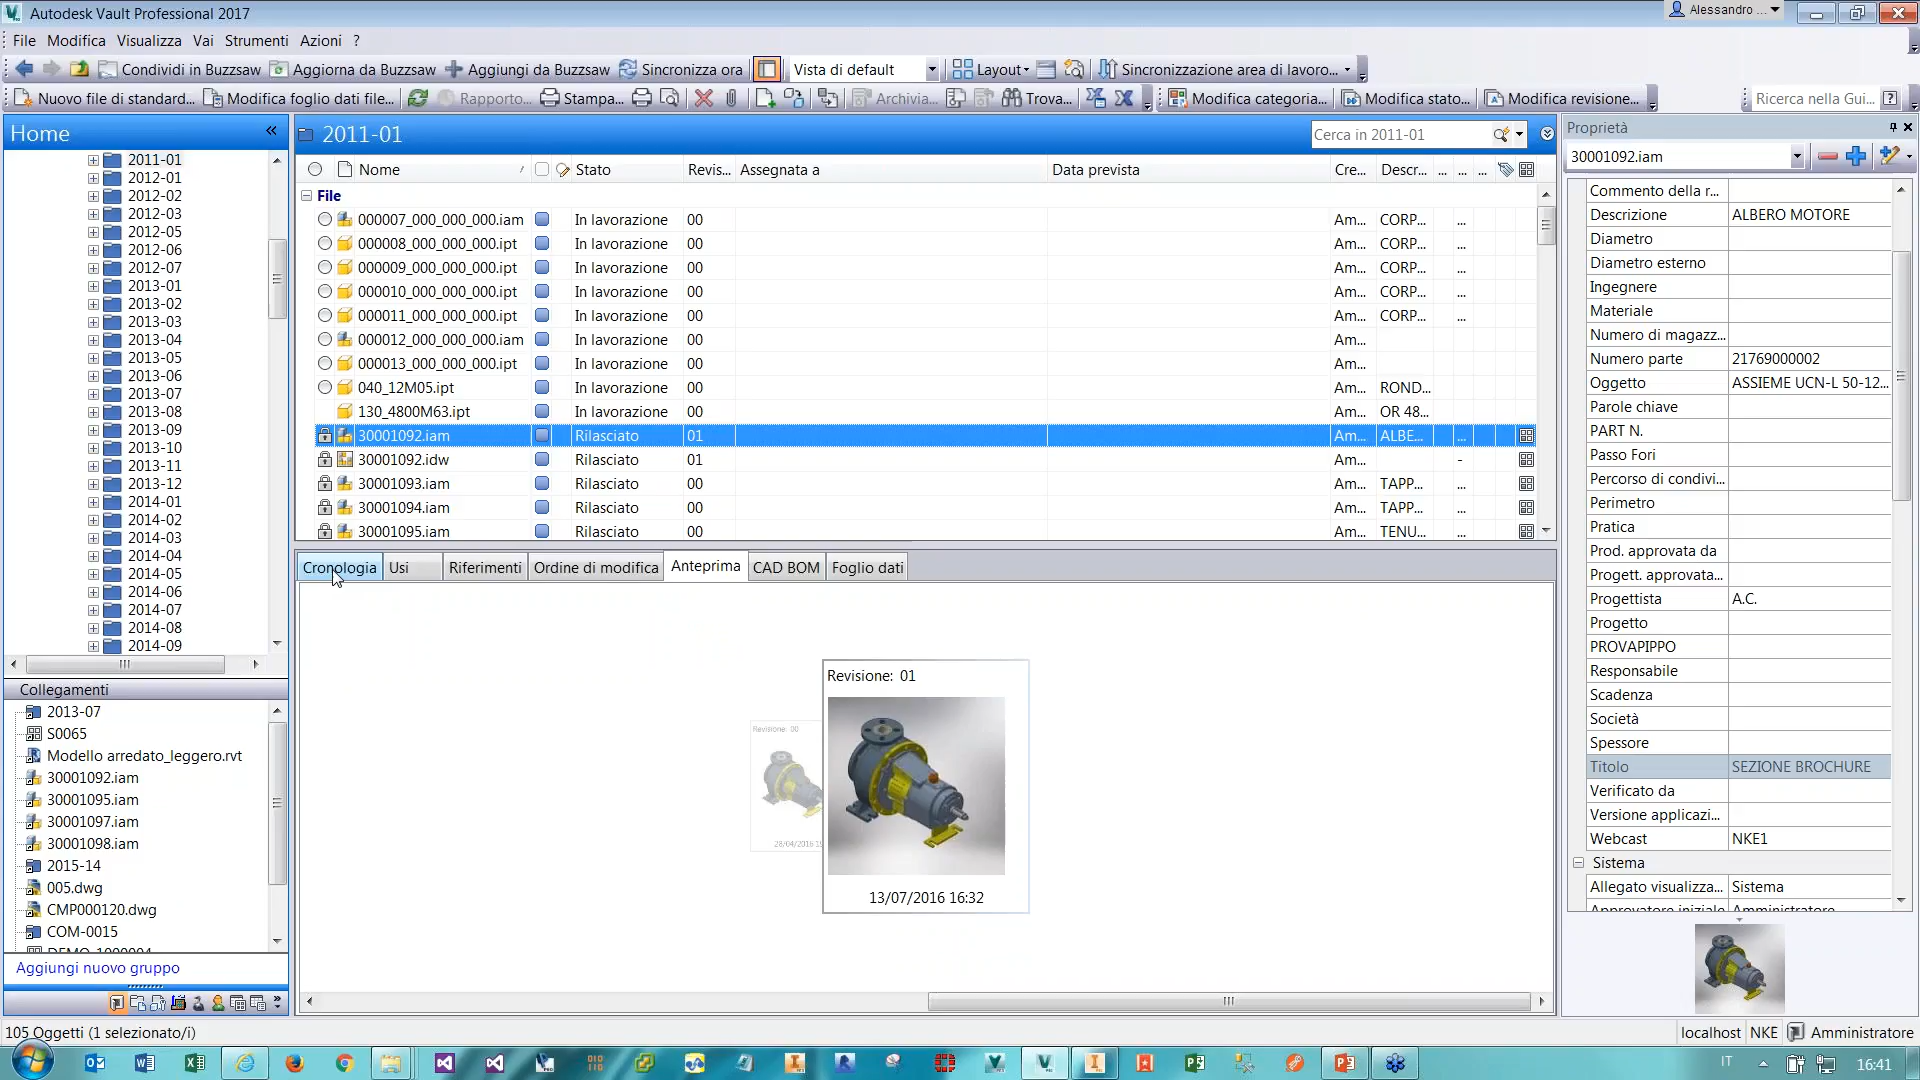 Autodesk Vault Professional 2017
Alessandro ...
File Modifica Visualizza Vai Strumenti Azioni ?
Condividi in Buzzsaw Aggiorna da Buzzsaw Aggiungi da Buzzsaw Sincronizza ora Vista di default Layout Sincronizzazione area di lavoro...
Nuovo file di standard... Modifica foglio dati file... Rapporto... Stampa... Archivia... Trova... Modifica categoria... Modifica stato... Modifica revisione... Ricerca nella Gui...
Home
2011-01
2012-01
2012-02
2012-03
2012-05
2012-06
2012-07
2013-01
2013-02
2013-03
2013-04
2013-05
2013-06
2013-07
2013-08
2013-09
2013-10
2013-11
2013-12
2014-01
2014-02
2014-03
2014-04
2014-05
2014-06
2014-07
2014-08
2014-09
Collegamenti
2013-07
S0065
Modello arredato_leggero.rvt
30001092.iam
30001095.iam
30001097.iam
30001098.iam
2015-14
005.dwg
CMP000120.dwg
COM-0015
DEMO-1000004
Aggiungi nuovo gruppo
2011-01
Cerca in 2011-01
Nome Stato Revis... Assegnata a Data prevista Cre... Descr... ... ... ...
File
000007_000_000_000.iam In lavorazione 00 Am... CORP... ...
000008_000_000_000.ipt In lavorazione 00 Am... CORP... ...
000009_000_000_000.ipt In lavorazione 00 Am... CORP... ...
000010_000_000_000.ipt In lavorazione 00 Am... CORP... ...
000011_000_000_000.ipt In lavorazione 00 Am... CORP... ...
000012_000_000_000.iam In lavorazione 00 Am...
000013_000_000_000.ipt In lavorazione 00 Am...
040_12M05.ipt In lavorazione 00 Am... ROND...
130_4800M63.ipt In lavorazione 00 Am... OR 48...
30001092.iam Rilasciato 01 Am... ALBE... ...
30001092.idw Rilasciato 01 Am... -
30001093.iam Rilasciato 00 Am... TAPP... ...
30001094.iam Rilasciato 00 Am... TAPP... ...
30001095.iam Rilasciato 00 Am... TENU... ...
Cronologia Usi Riferimenti Ordine di modifica Anteprima CAD BOM Foglio dati
Revisione: 00
28/04/2016 1
Revisione: 01
13/07/2016 16:32
Proprietà
30001092.iam
Commento della r...
Descrizione ALBERO MOTORE
Diametro
Diametro esterno
Ingegnere
Materiale
Numero di magazz...
Numero parte 21769000002
Oggetto ASSIEME UCN-L 50-12...
Parole chiave
PART N.
Passo Fori
Percorso di condivi...
Perimetro
Pratica
Prod. approvata da
Progett. approvata...
Progettista A.C.
Progetto
PROVAPIPPO
Responsabile
Scadenza
Società
Spessore
Titolo SEZIONE BROCHURE
Verificato da
Versione applicazi...
Webcast NKE1
Sistema
Allegato visualizza... Sistema
Approvatore iniziale Amministratore
105 Oggetti (1 selezionato/i)
localhost NKE Amministratore
IT 16:41